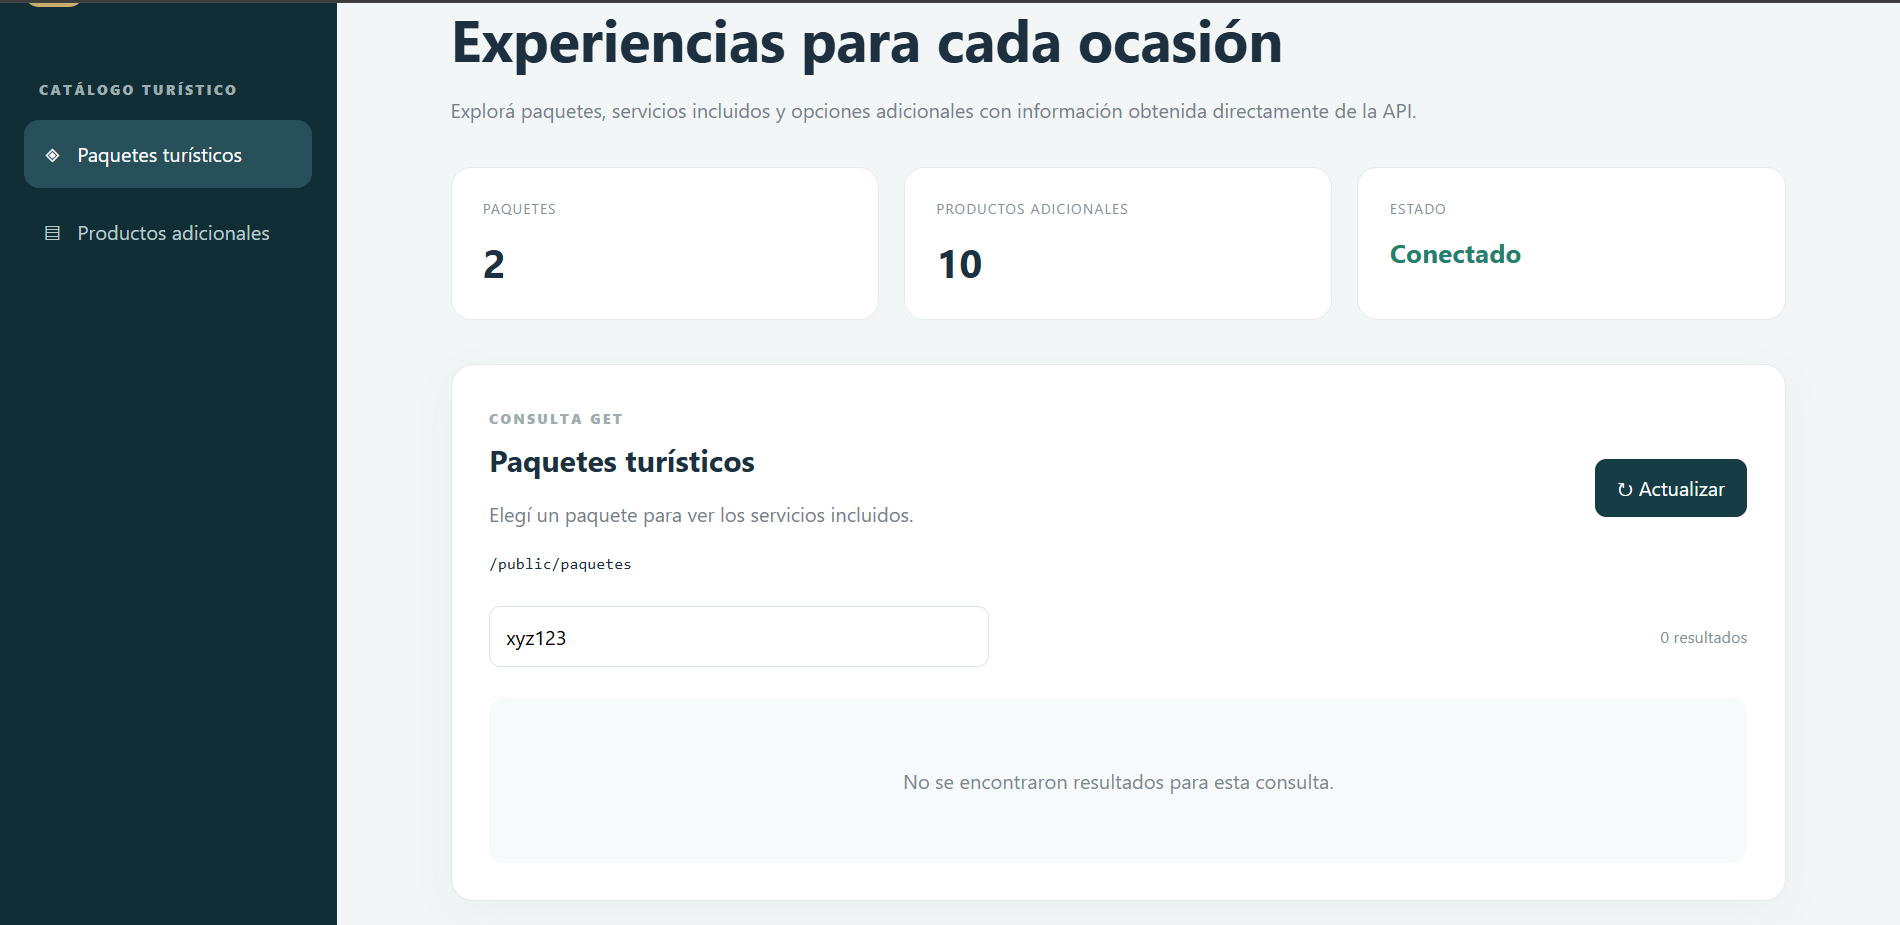 CATÁLOGO TURÍSTICO
Paquetes turísticos
Productos adicionales
Experiencias para cada ocasión
Explorá paquetes, servicios incluidos y opciones adicionales con información obtenida directamente de la API.
PAQUETES
2
PRODUCTOS ADICIONALES
10
ESTADO
Conectado
CONSULTA GET
Paquetes turísticos
Elegí un paquete para ver los servicios incluidos.
/public/paquetes
↻ Actualizar
xyz123
0 resultados
No se encontraron resultados para esta consulta.